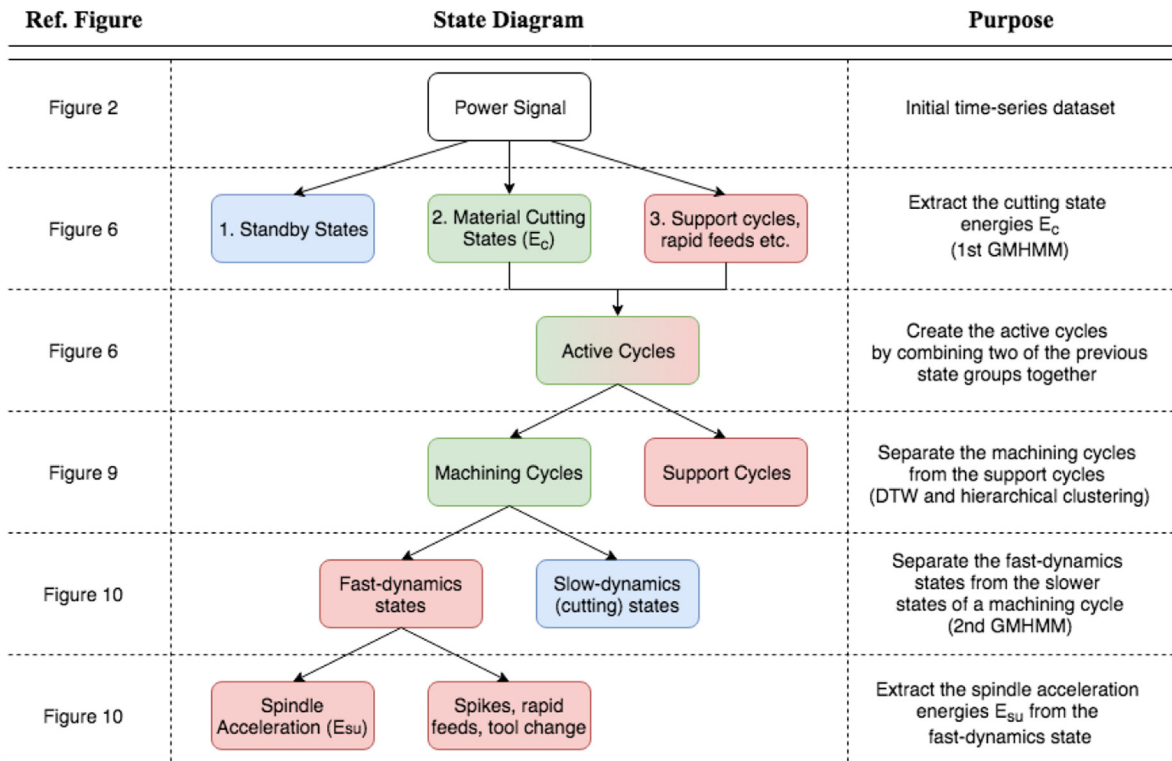 Ref. Figure State Diagram Purpose
Figure 2
Power Signal
Initial time-series dataset
Figure 6
1. Standby States
2. Material Cutting
States (Ec)
3. Support cycles,
rapid feeds etc.
Extract the cutting state
energies Ec
(1st GMHMM)
Figure 6
Active Cycles
Create the active cycles
by combining two of the previous
state groups together
Figure 9
Machining Cycles
Support Cycles
Separate the machining cycles
from the support cycles
(DTW and hierarchical clustering)
Figure 10
Fast-dynamics
states
Slow-dynamics
(cutting) states
Separate the fast-dynamics
states from the slower
states of a machining cycle
(2nd GMHMM)
Figure 10
Spindle
Acceleration (Esu)
Spikes, rapid
feeds, tool change
Extract the spindle acceleration
energies Esu from the
fast-dynamics state